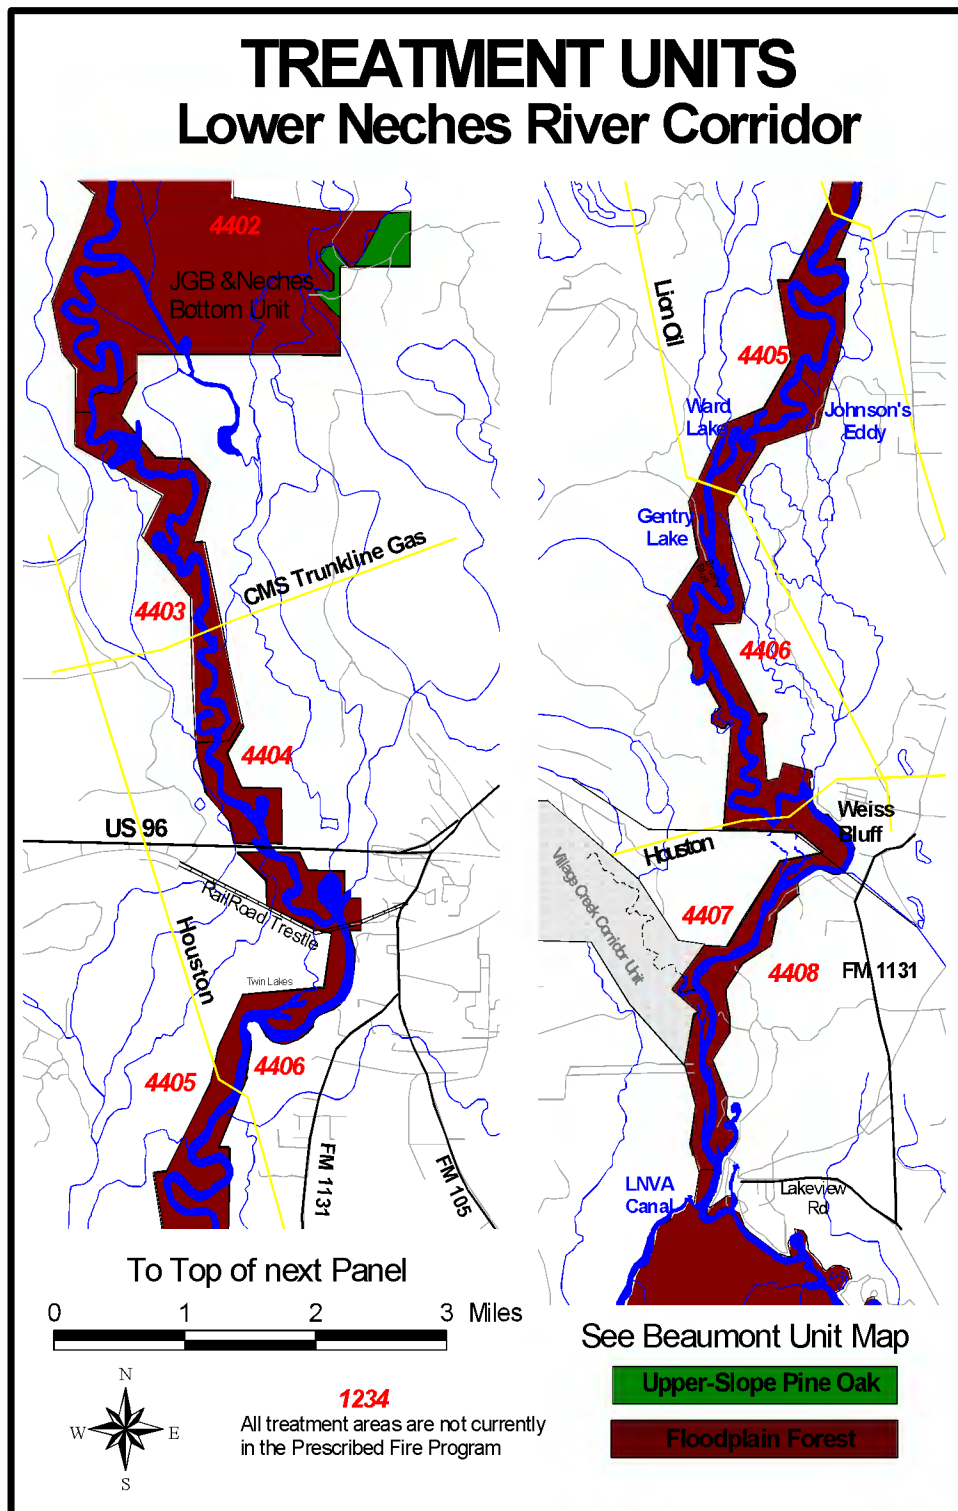 TREATMENT UNITS
Lower Neches River Corridor
4402
JGB &Neches
Bottom Unit
CMS Trunkline Gas
4403
4404
US 96
RailRoad Trestle
Houston
Twin Lakes
4405
4406
FM 1131
FM 105
To Top of next Panel
Lion Oil
4405
Ward
Lake
Johnson's
Eddy
Gentry
Lake
4406
Weiss
Bluff
Houston
Village Creek Corridor Unit
4407
4408
FM 1131
LNVA
Canal
Lakeview
Rd
0 1 2 3 Miles
See Beaumont Unit Map
Upper-Slope Pine Oak
Floodplain Forest
N
W E
S
1234
All treatment areas are not currently
in the Prescribed Fire Program